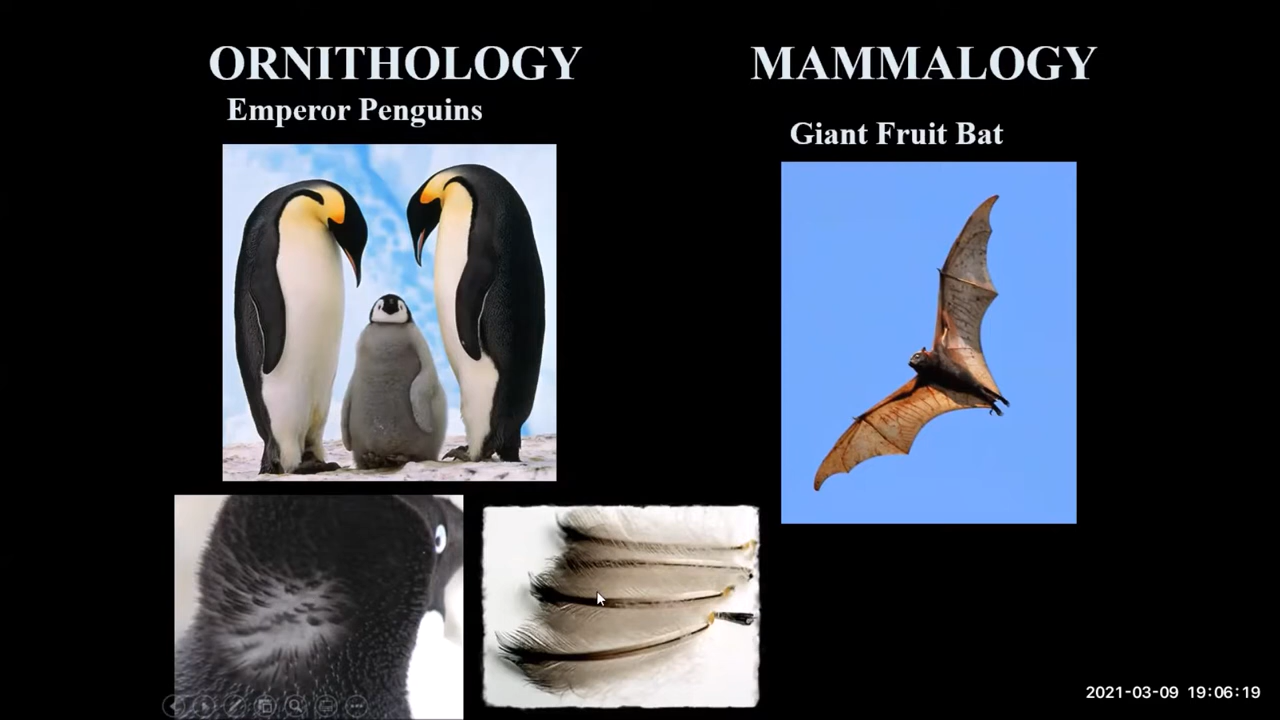 ORNITHOLOGY
Emperor Penguins
MAMMALOGY
Giant Fruit Bat
2021-03-09 19:06:19